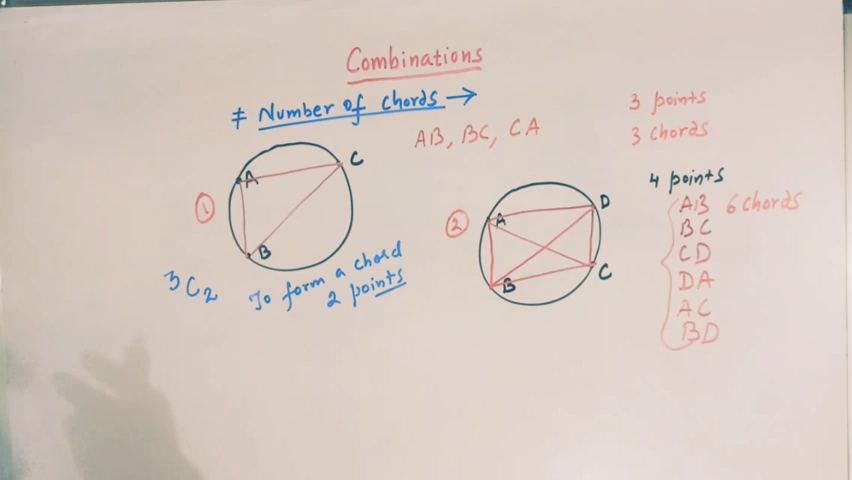 Combinations
≠ Number of chords →
AB, BC, CA
3 points
3 chords
1
A
C
B
3C2
To form a chord
2 points
2
A
D
B
C
4 points
AB 6 chords
BC
CD
DA
AC
BD